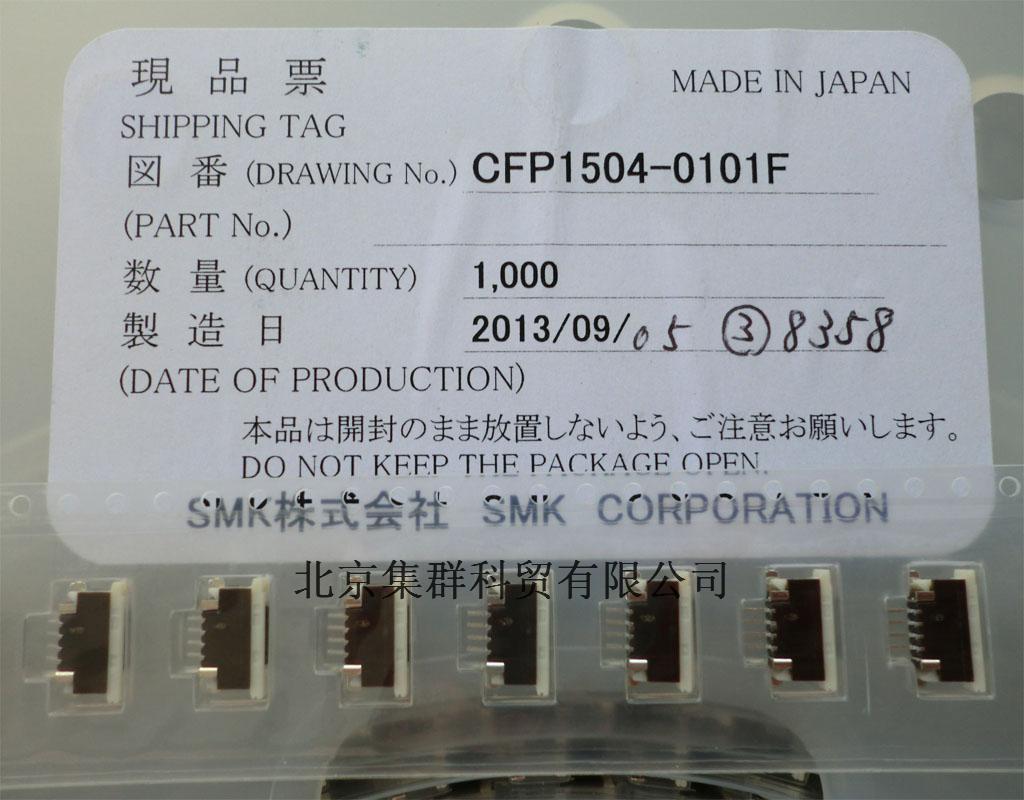 現品票 MADE IN JAPAN
SHIPPING TAG
図番 (DRAWING No.) CFP1504-0101F
(PART No.)
数量 (QUANTITY) 1,000
製造日 2013/09/05 ③8358
(DATE OF PRODUCTION)
本品は開封のまま放置しないよう、ご注意お願いします。
DO NOT KEEP THE PACKAGE OPEN.
SMK株式会社 SMK CORPORATION
北京集群科贸有限公司